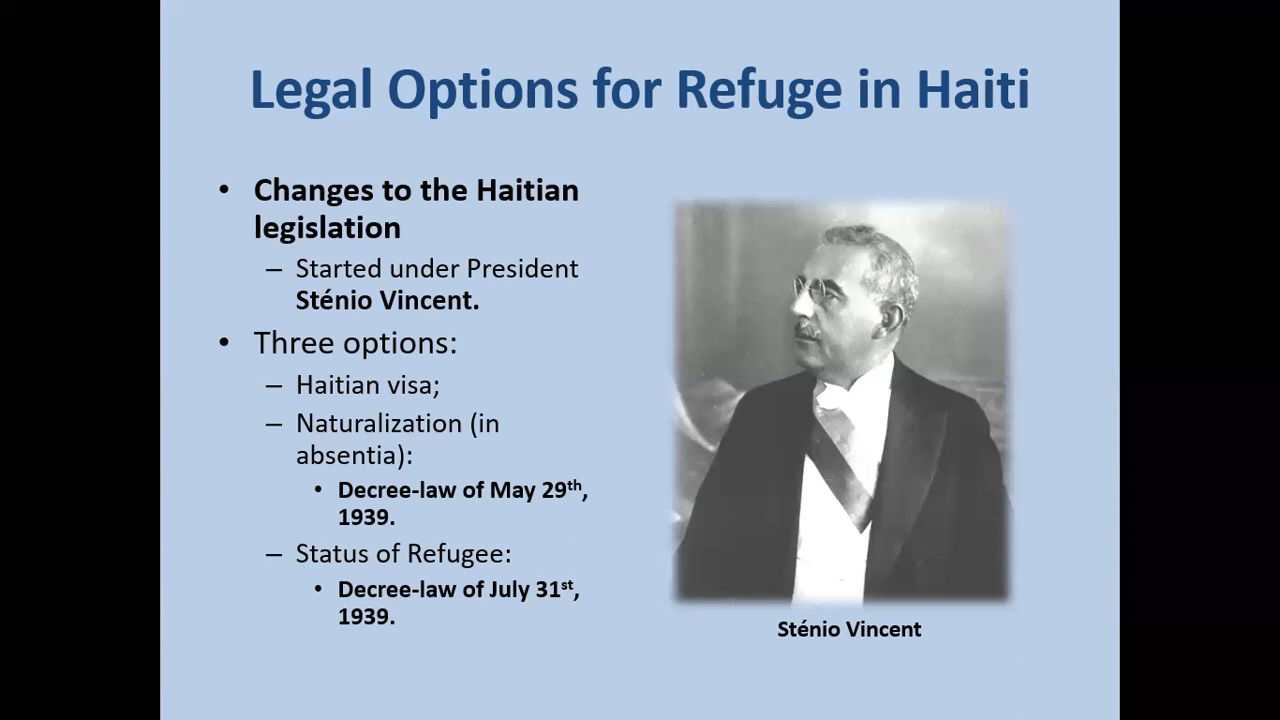 Legal Options for Refuge in Haiti
• Changes to the Haitian
legislation
– Started under President
Sténio Vincent.
• Three options:
– Haitian visa;
– Naturalization (in
absentia):
• Decree-law of May 29th,
1939.
– Status of Refugee:
• Decree-law of July 31st,
1939.
Sténio Vincent